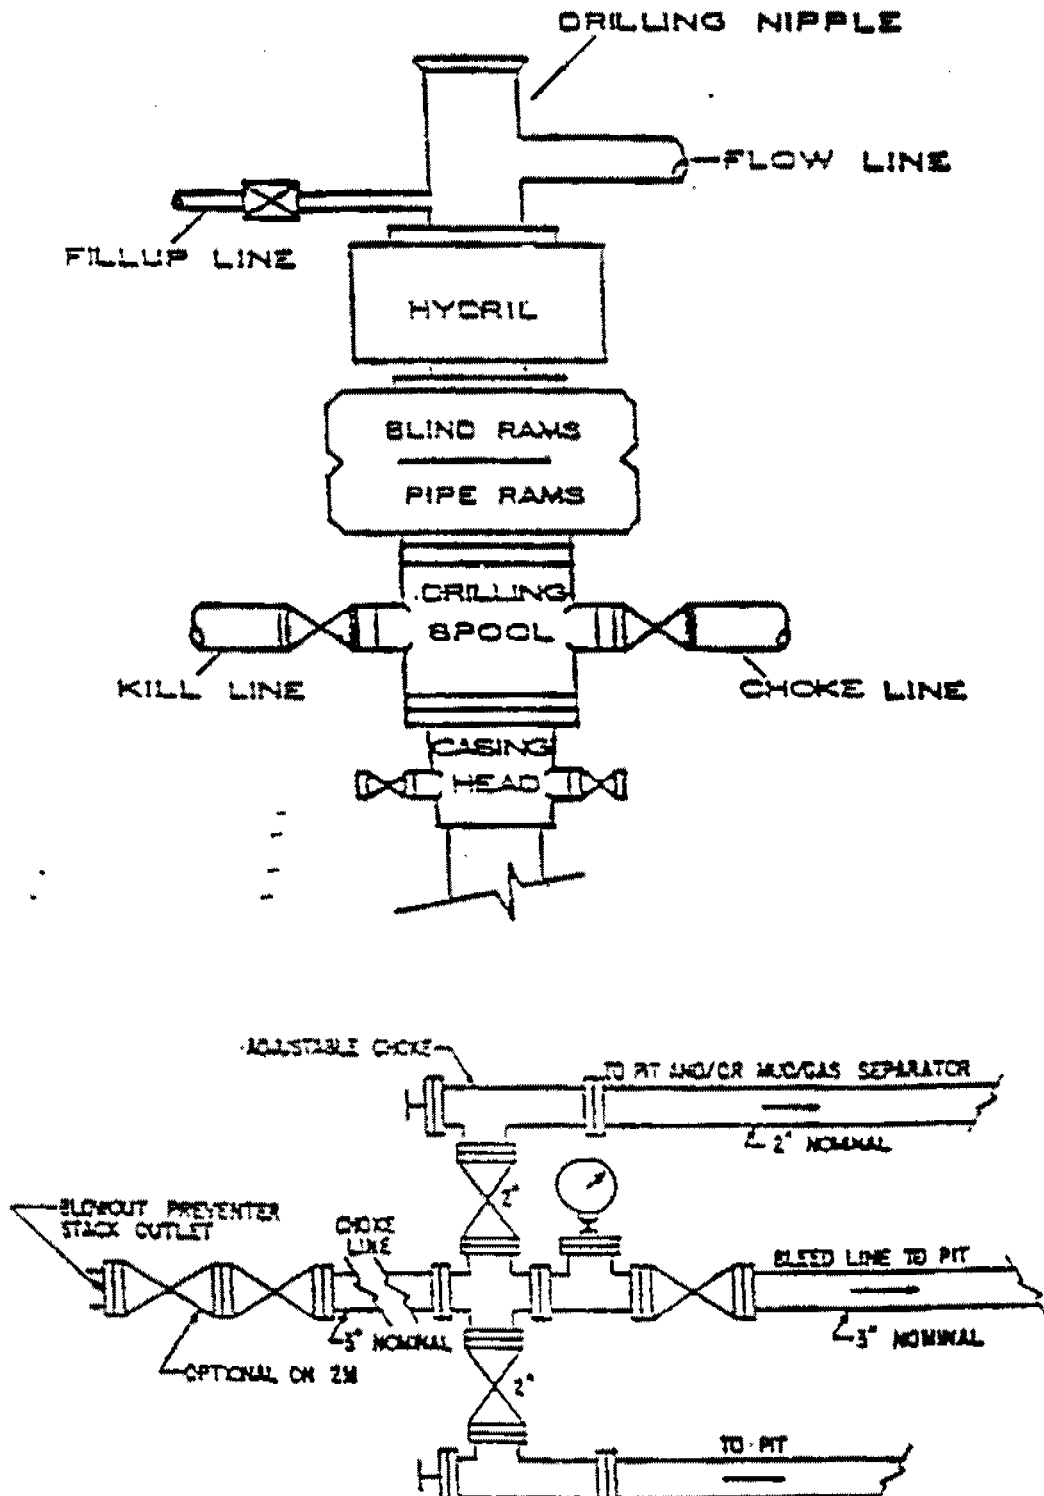 DRILLING NIPPLE
FLOW LINE
FILLUP LINE
HYDRIL
BLIND RAMS
PIPE RAMS
DRILLING
SPOOL
KILL LINE
CHOKE LINE
CASING
HEAD
ADJUSTABLE CHOKE
TO PIT AND/OR MUD/GAS SEPARATOR
2" NOMINAL
2"
BLOWOUT PREVENTER
STACK OUTLET
CHOKE
LINE
BLEED LINE TO PIT
3" NOMINAL
3" NOMINAL
OPTIONAL ON 2M
2"
TO PIT